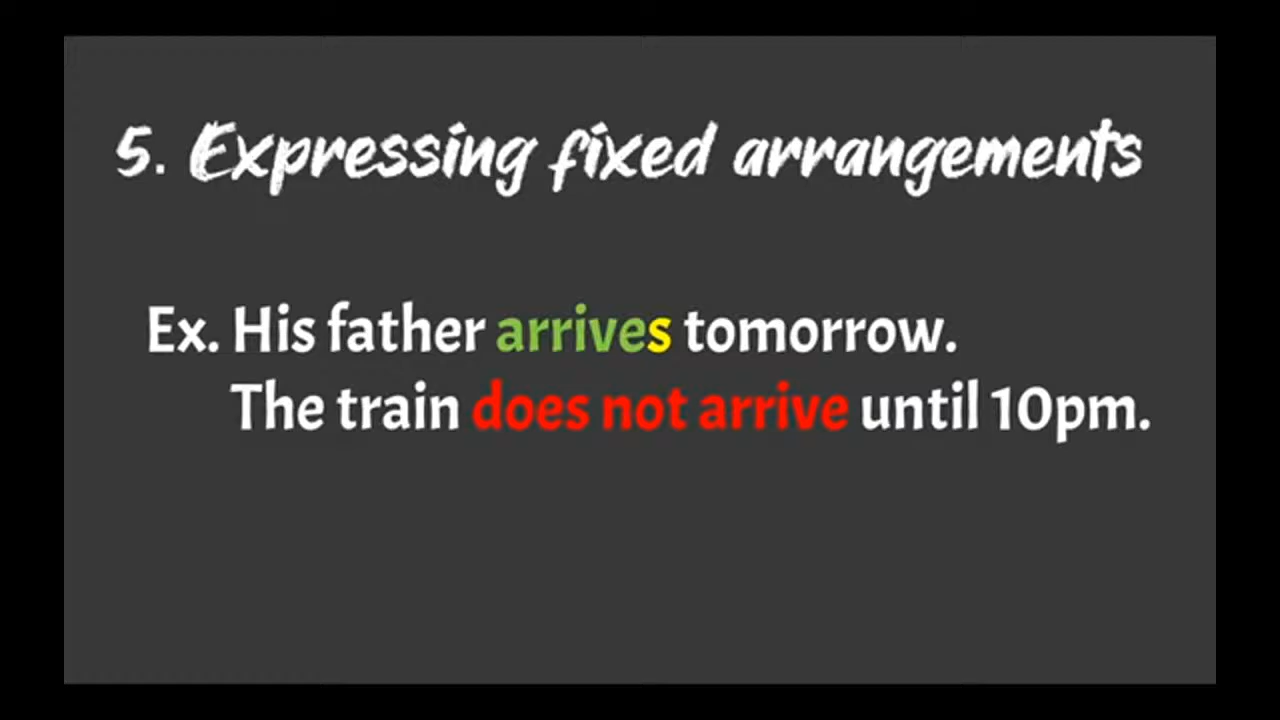 5. Expressing fixed arrangements
Ex. His father arrives tomorrow.
The train does not arrive until 10pm.